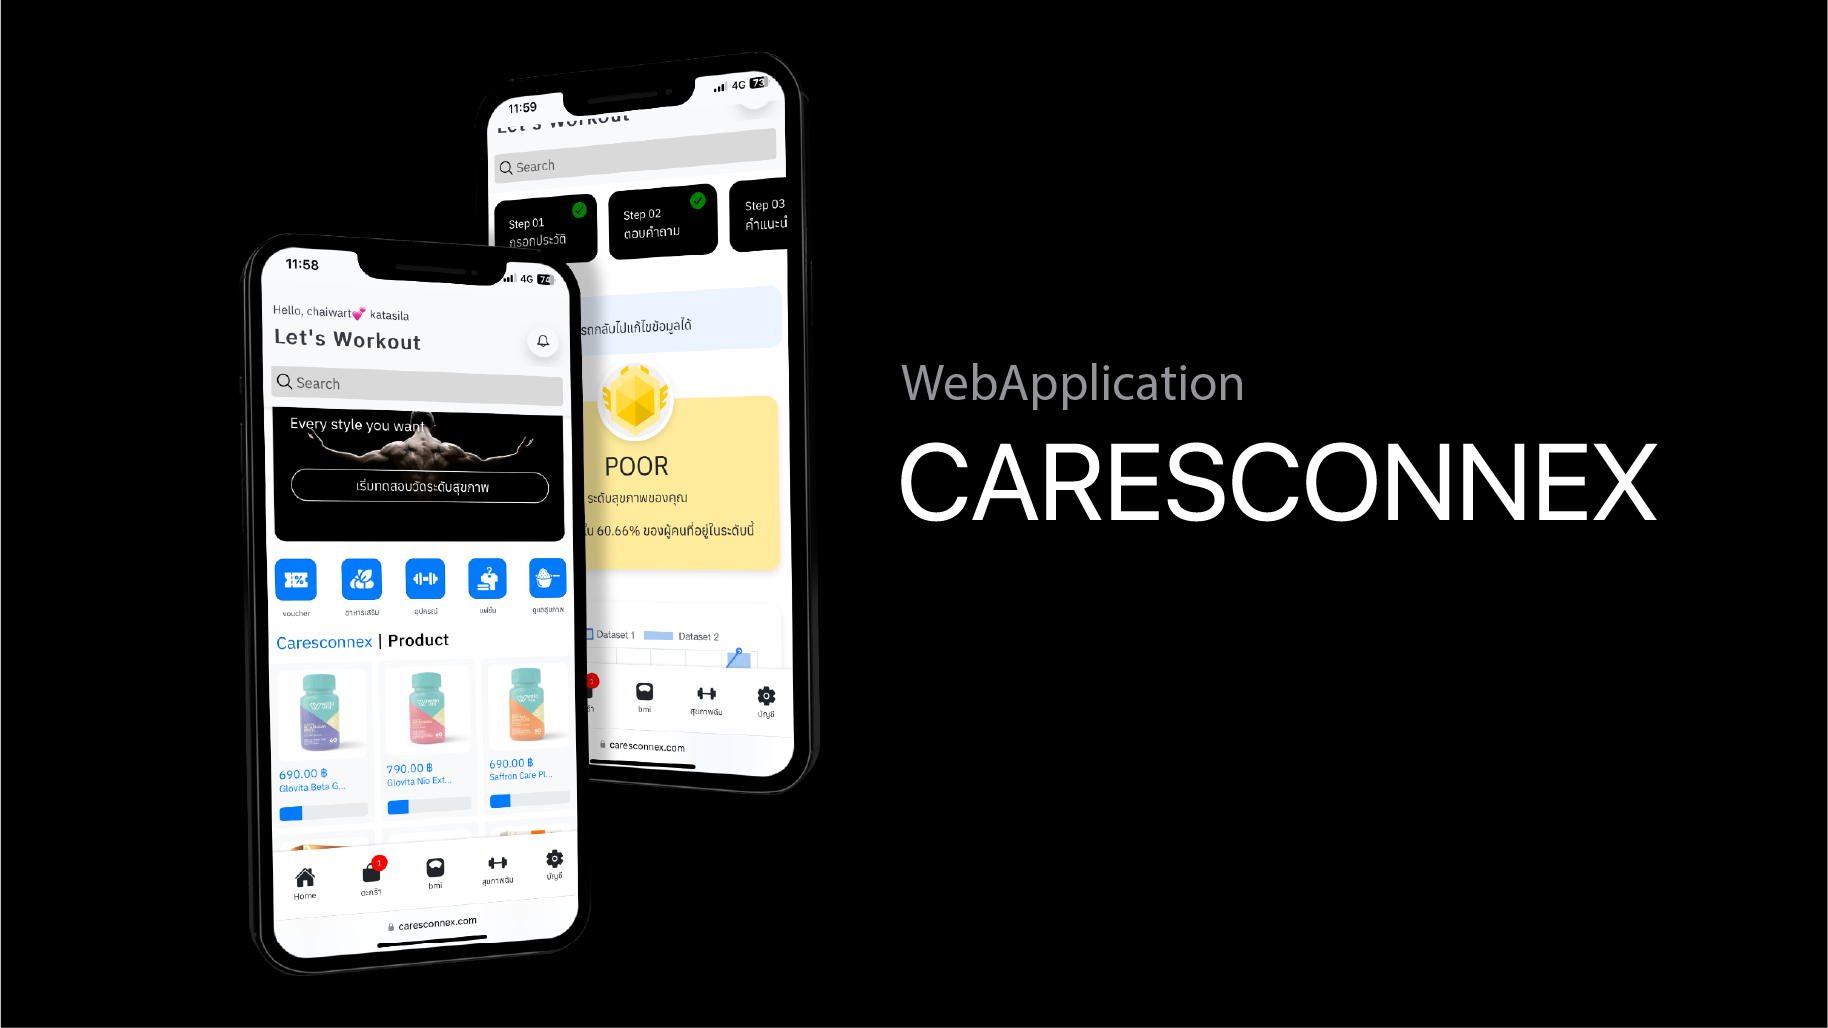 11:59
4G 73
Let's Workout
Search
Step 01
กรอกประวัติ
Step 02
ตอบคำถาม
Step 03
คำแนะนำ
รถกลับไปแก้ไขข้อมูลได้
POOR
ระดับสุขภาพของคุณ
ใน 60.66% ของผู้คนที่อยู่ในระดับนี้
Dataset 1
Dataset 2
1
bmi
สุขภาพฉัน
บัญชี
caresconnex.com
11:58
4G 74
Hello, chaiwart💕 katasila
Let's Workout
Search
Every style you want
เริ่มทดสอบวัดระดับสุขภาพ
voucher
อาหารเสริม
อุปกรณ์
แฟชั่น
ดูแลสุขภาพ
Caresconnex | Product
690.00 ฿
Glovita Beta G...
790.00 ฿
Glovita Nio Ext...
690.00 ฿
Saffron Care Pl...
Home
1
ตะกร้า
bmi
สุขภาพฉัน
บัญชี
caresconnex.com
WebApplication
CARESCONNEX